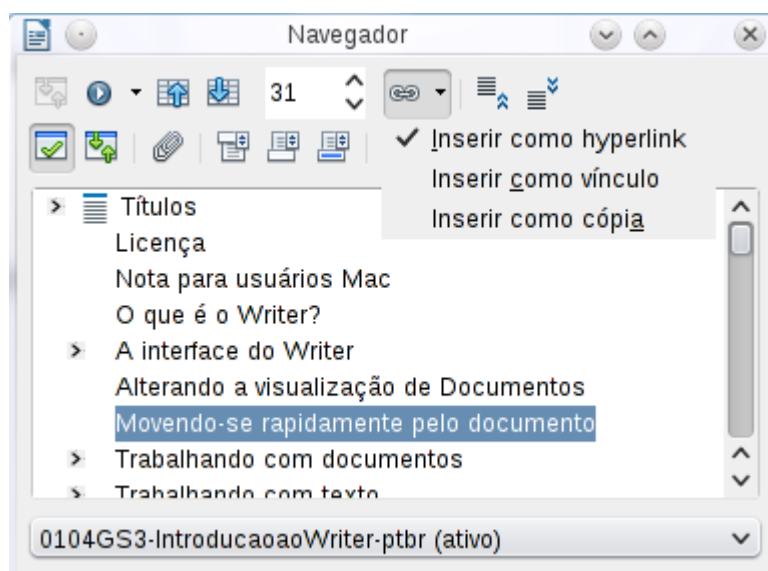 Navegador
31
Inserir como hyperlink
Inserir como vínculo
Inserir como cópia
Títulos
Licença
Nota para usuários Mac
O que é o Writer?
A interface do Writer
Alterando a visualização de Documentos
Movendo-se rapidamente pelo documento
Trabalhando com documentos
Trabalhando com texto
0104GS3-IntroducaoaoWriter-ptbr (ativo)